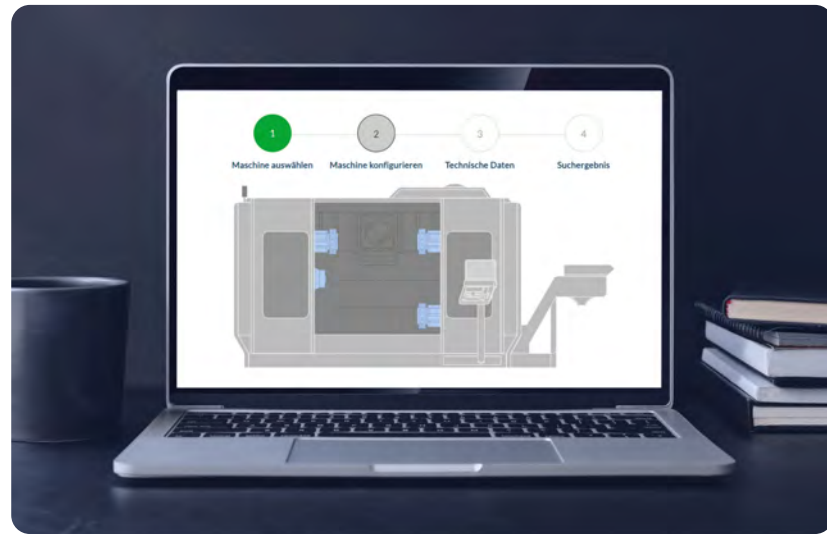 1
2
3
4
Maschine auswählen
Maschine konfigurieren
Technische Daten
Suchergebnis